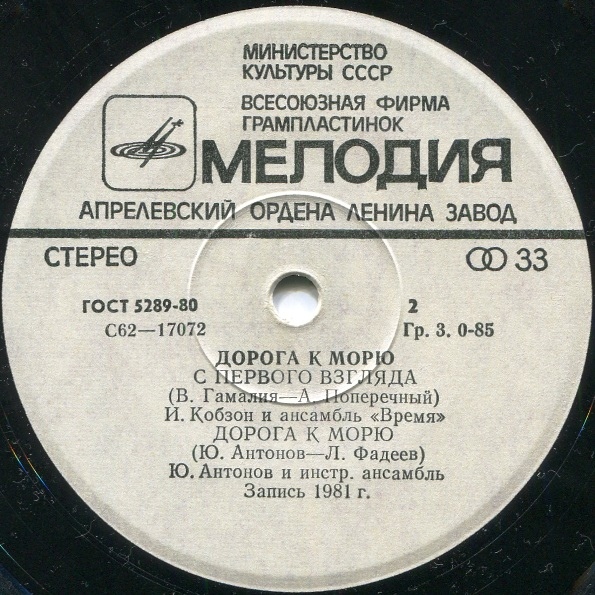 МИНИСТЕРСТВО
КУЛЬТУРЫ СССР
ВСЕСОЮЗНАЯ ФИРМА
ГРАМПЛАСТИНОК
МЕЛОДИЯ
АПРЕЛЕВСКИЙ ОРДЕНА ЛЕНИНА ЗАВОД
СТЕРЕО 33
ГОСТ 5289-80 2
С62—17072 Гр. 3. 0-85
ДОРОГА К МОРЮ
С ПЕРВОГО ВЗГЛЯДА
(В. Гамалия—А. Поперечный)
И. Кобзон и ансамбль «Время»
ДОРОГА К МОРЮ
(Ю. Антонов—Л. Фадеев)
Ю. Антонов и инстр. ансамбль
Запись 1981 г.